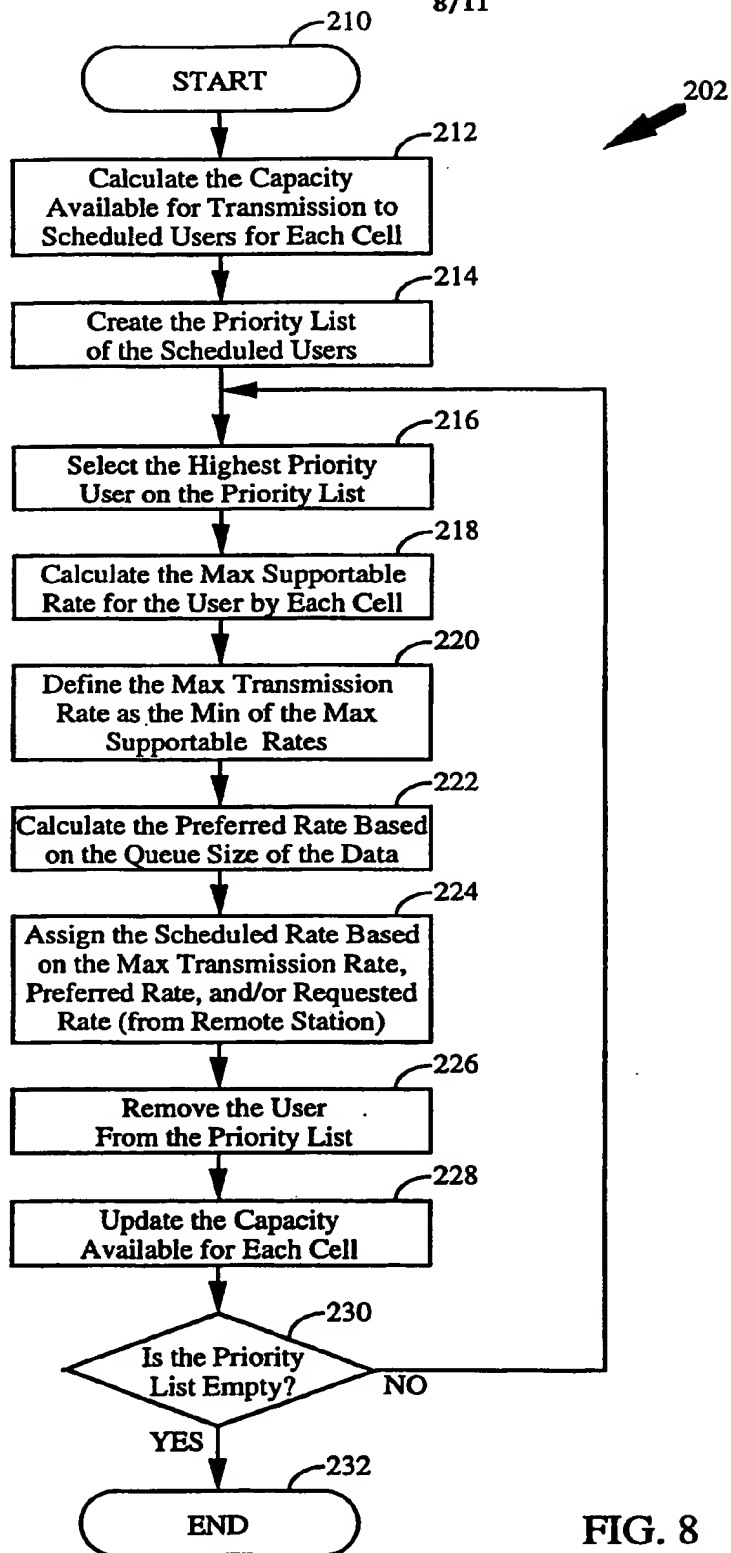 8/11
210
START
202
212
Calculate the Capacity
Available for Transmission to
Scheduled Users for Each Cell
214
Create the Priority List
of the Scheduled Users
216
Select the Highest Priority
User on the Priority List
218
Calculate the Max Supportable
Rate for the User by Each Cell
220
Define the Max Transmission
Rate as the Min of the Max
Supportable Rates
222
Calculate the Preferred Rate Based
on the Queue Size of the Data
224
Assign the Scheduled Rate Based
on the Max Transmission Rate,
Preferred Rate, and/or Requested
Rate (from Remote Station)
226
Remove the User
From the Priority List
228
Update the Capacity
Available for Each Cell
230
Is the Priority
List Empty?
NO
YES
232
END
FIG. 8